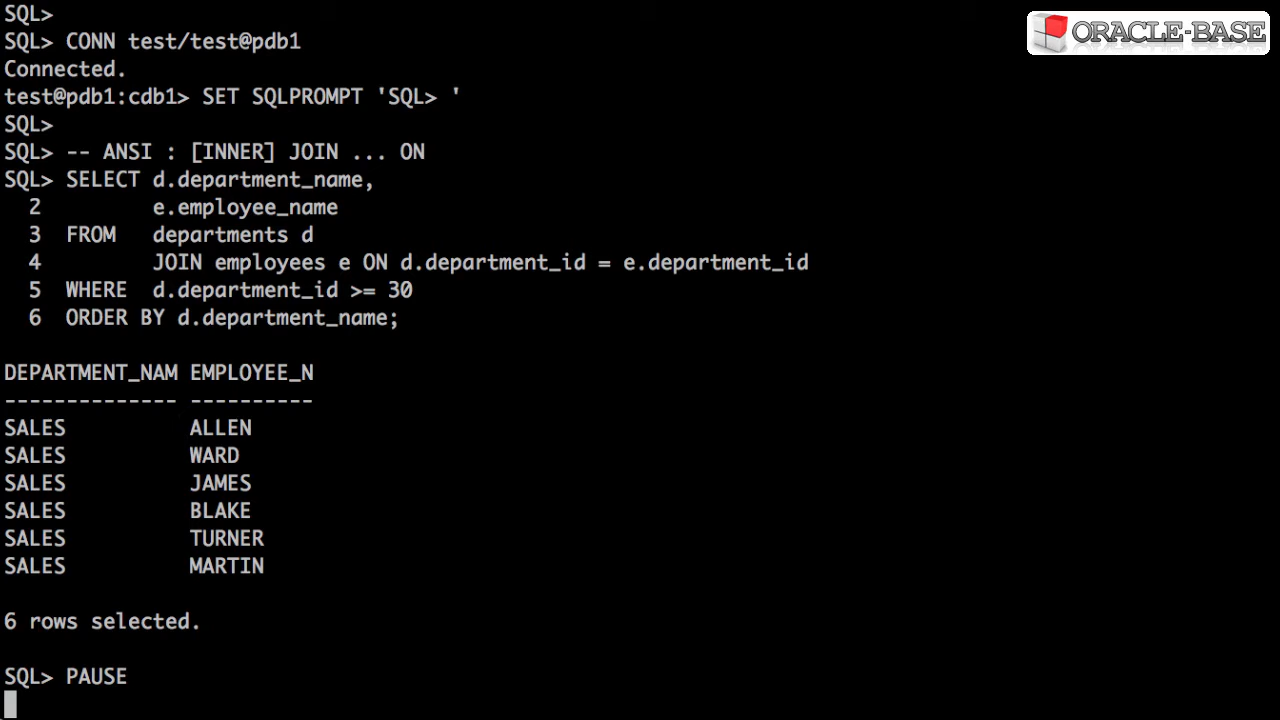 SQL>
ORACLE-BASE
SQL> CONN test/test@pdb1
Connected.
test@pdb1:cdb1> SET SQLPROMPT 'SQL> '
SQL>
SQL> -- ANSI : [INNER] JOIN ... ON
SQL> SELECT d.department_name,
  2         e.employee_name
  3  FROM   departments d
  4         JOIN employees e ON d.department_id = e.department_id
  5  WHERE  d.department_id >= 30
  6  ORDER BY d.department_name;
DEPARTMENT_NAM EMPLOYEE_N
-------------- ----------
SALES          ALLEN
SALES          WARD
SALES          JAMES
SALES          BLAKE
SALES          TURNER
SALES          MARTIN
6 rows selected.
SQL> PAUSE